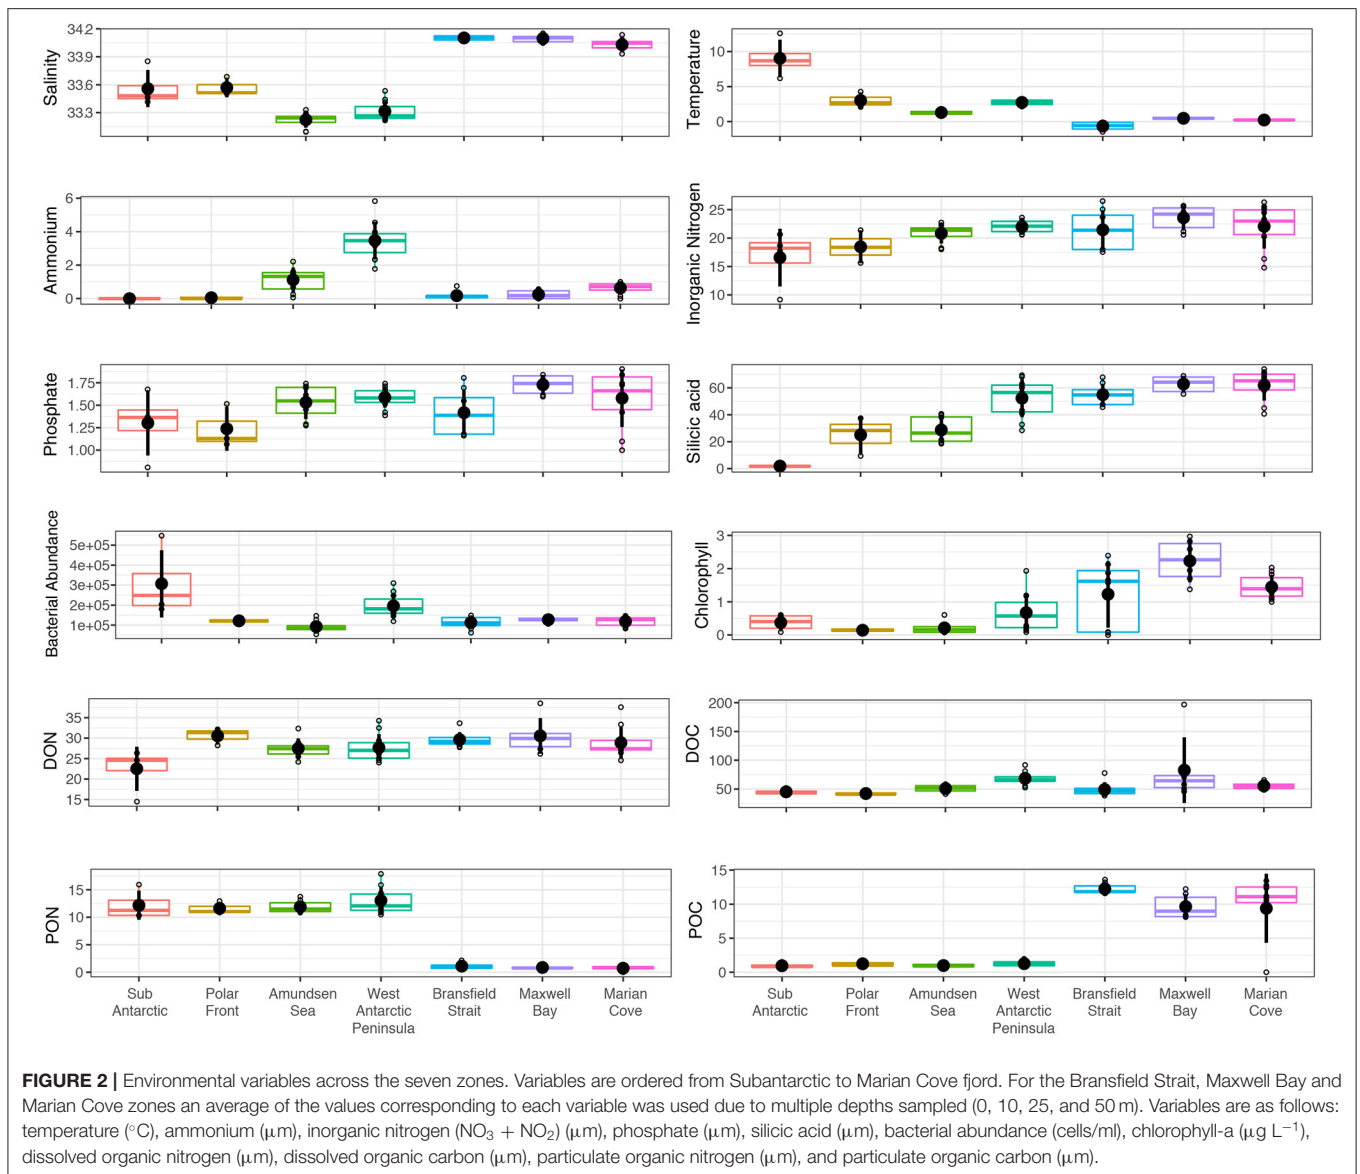 Salinity
342
339
336
333
Temperature
10
5
0
Ammonium
6
4
2
0
Inorganic Nitrogen
25
20
15
10
Phosphate
1.75
1.50
1.25
1.00
Silicic acid
60
40
20
0
Bacterial Abundance
5e+05
4e+05
3e+05
2e+05
1e+05
Chlorophyll
3
2
1
0
DON
35
30
25
20
15
DOC
200
150
100
50
PON
15
10
5
0
POC
15
10
5
0
Sub Polar Amundsen West Bransfield Maxwell Marian
Antarctic Front Sea Antarctic Strait Bay Cove
Peninsula
Sub Polar Amundsen West Bransfield Maxwell Marian
Antarctic Front Sea Antarctic Strait Bay Cove
Peninsula
FIGURE 2 | Environmental variables across the seven zones. Variables are ordered from Subantarctic to Marian Cove fjord. For the Bransfield Strait, Maxwell Bay and
Marian Cove zones an average of the values corresponding to each variable was used due to multiple depths sampled (0, 10, 25, and 50 m). Variables are as follows:
temperature (°C), ammonium (μm), inorganic nitrogen (NO₃ + NO₂) (μm), phosphate (μm), silicic acid (μm), bacterial abundance (cells/ml), chlorophyll-a (μg L⁻¹),
dissolved organic nitrogen (μm), dissolved organic carbon (μm), particulate organic nitrogen (μm), and particulate organic carbon (μm).